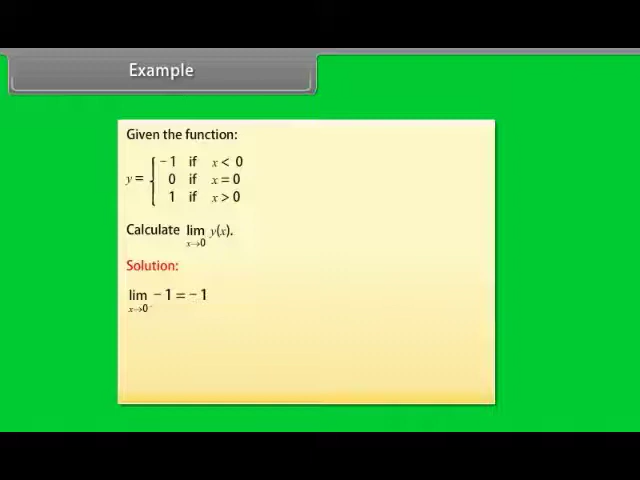 Example
Given the function:
y = { -1 if x < 0
0 if x = 0
1 if x > 0
Calculate lim y(x).
x→0
Solution:
lim -1 = -1
x→0⁻